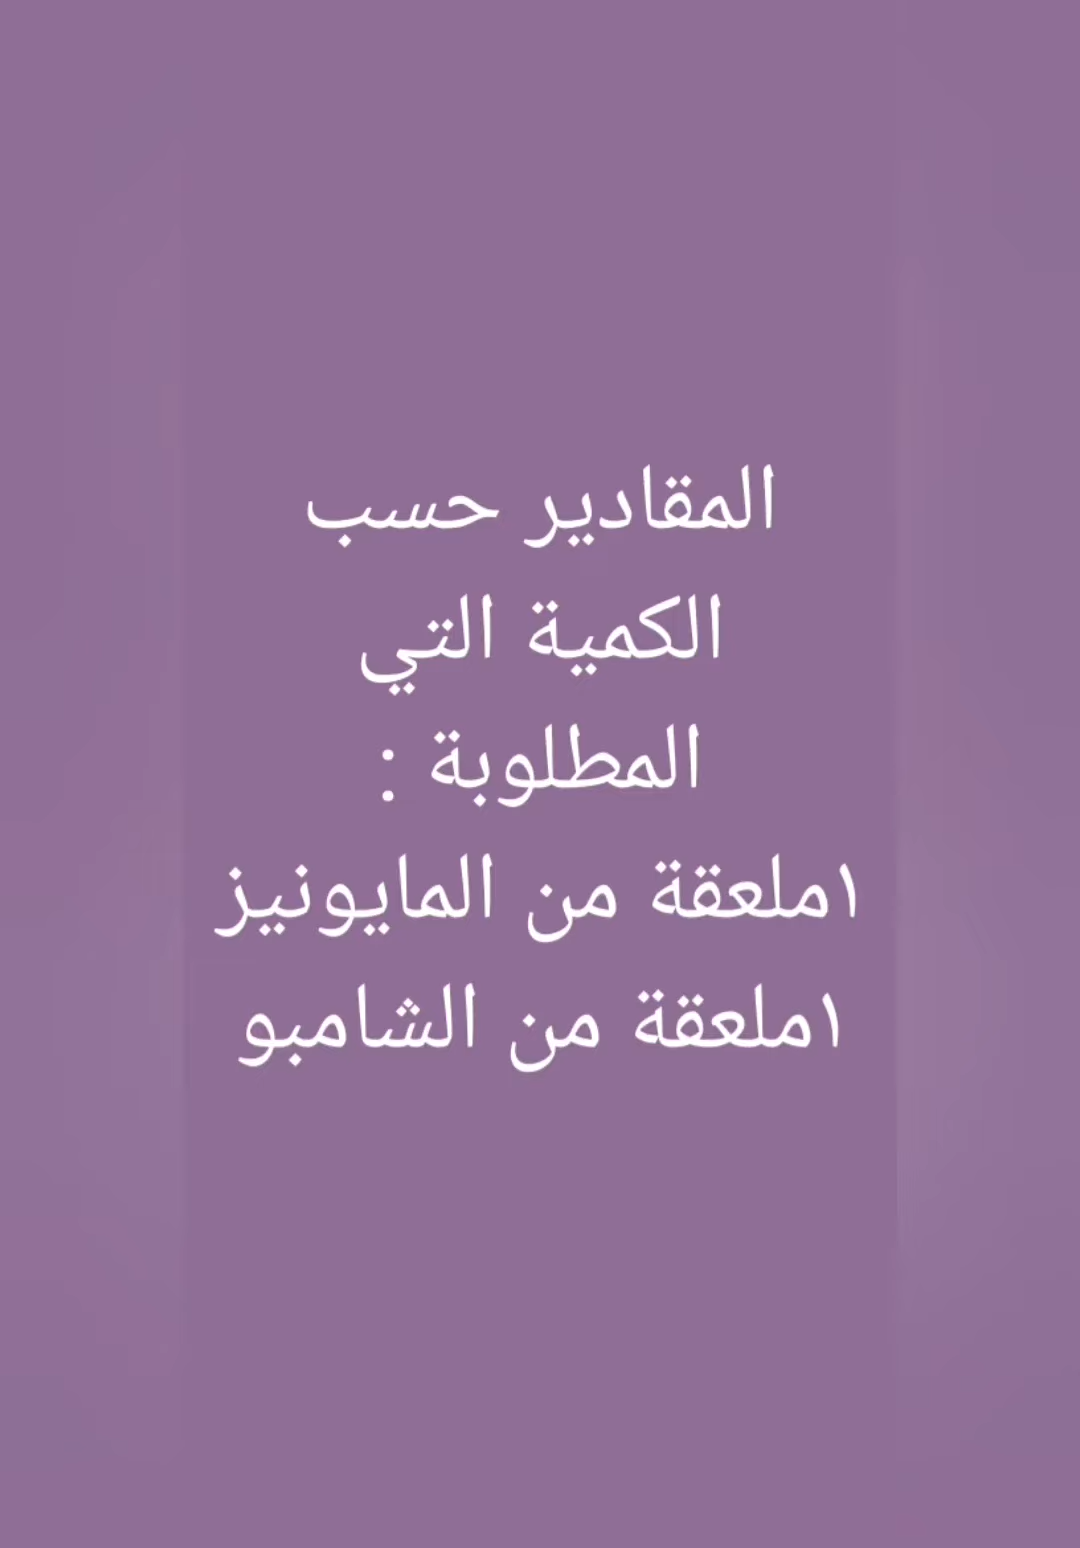 المقادير حسب
الكمية التي
المطلوبة :
١ملعقة من المايونيز
١ملعقة من الشامبو